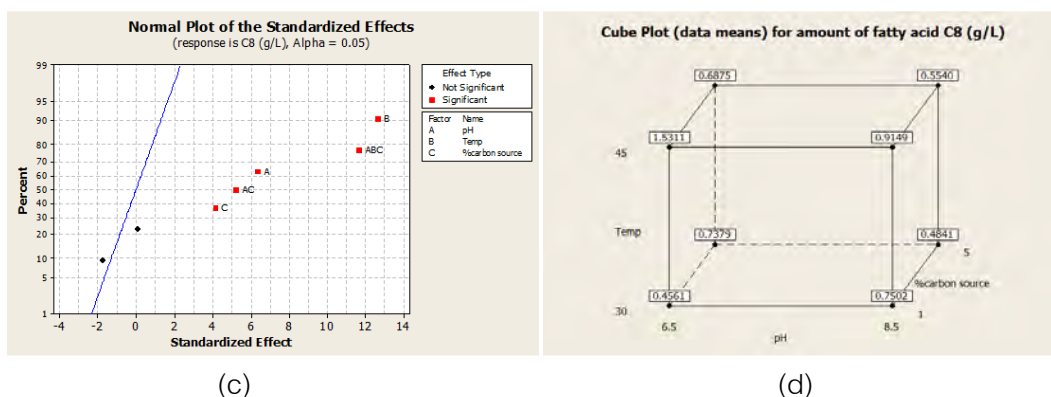 Normal Plot of the Standardized Effects
(response is C8 (g/L), Alpha = 0.05)
99
95
90
80
70
60
50
40
30
20
10
5
1
Percent
-4 -2 0 2 4 6 8 10 12 14
Standardized Effect
B
ABC
A
AC
C
Effect Type
Not Significant
Significant
Factor Name
A pH
B Temp
C %carbon source
(c)
Cube Plot (data means) for amount of fatty acid C8 (g/L)
0.6875 0.5540
1.5311 0.9149
45
Temp
0.7379 0.4841
5
%carbon source
0.4561 0.7502
30
1
6.5 8.5
pH
(d)